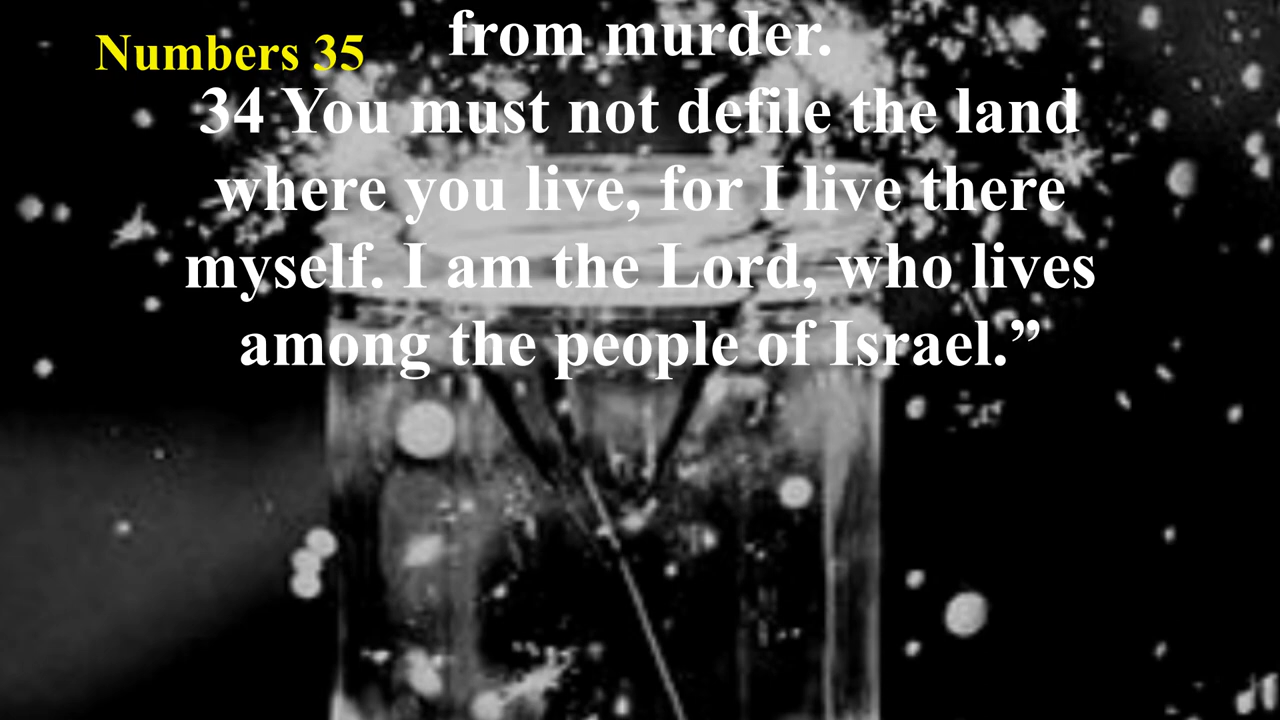 from murder.
Numbers 35
34 You must not defile the land
where you live, for I live there
myself. I am the Lord, who lives
among the people of Israel.”